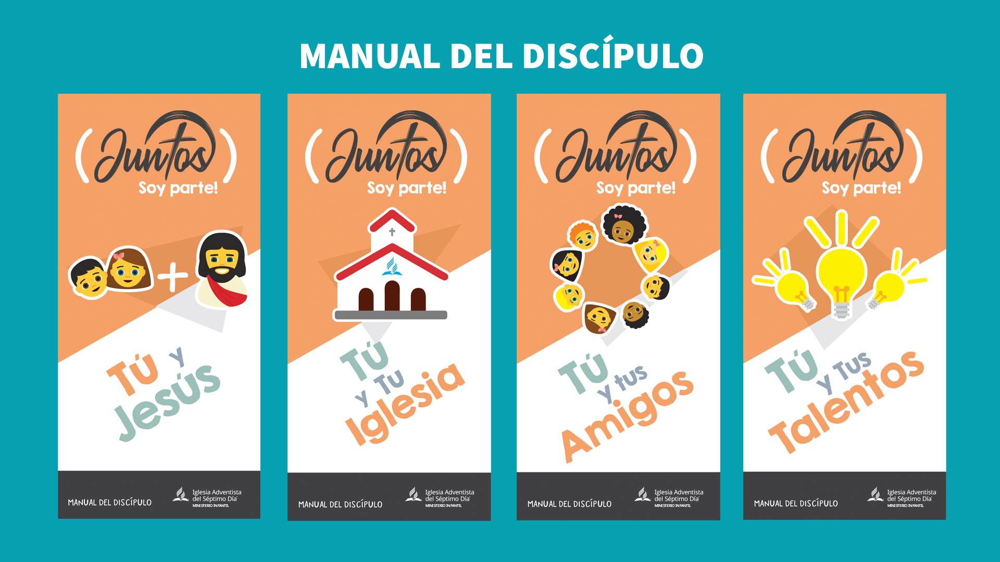 MANUAL DEL DISCÍPULO
(Juntos)
Soy parte!
Tú y
Jesús
MANUAL DEL DISCÍPULO
Iglesia Adventista
del Séptimo Día
MINISTERIO INFANTIL
(Juntos)
Soy parte!
Tú
y Tu
Iglesia
MANUAL DEL DISCÍPULO
Iglesia Adventista
del Séptimo Día
MINISTERIO INFANTIL
(Juntos)
Soy parte!
Tú
y tus
Amigos
MANUAL DEL DISCÍPULO
Iglesia Adventista
del Séptimo Día
MINISTERIO INFANTIL
(Juntos)
Soy parte!
Tú
y Tus
Talentos
MANUAL DEL DISCÍPULO
Iglesia Adventista
del Séptimo Día
MINISTERIO INFANTIL